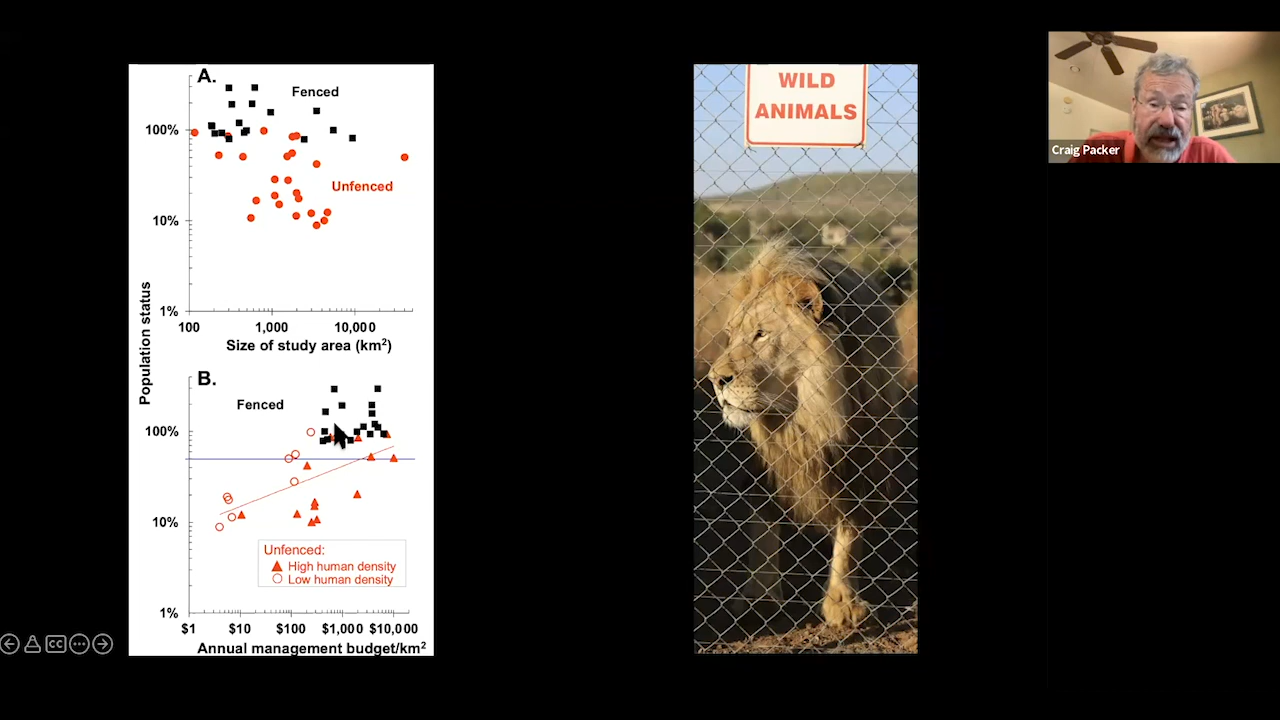 A.
Fenced
100%
Unfenced
10%
1%
100
1,000
10,000
Size of study area (km²)
Population status
B.
Fenced
100%
10%
Unfenced:
High human density
Low human density
1%
$1
$10
$100
$1,000
$10,000
Annual management budget/km²
WILD
ANIMALS
Craig Packer
CC